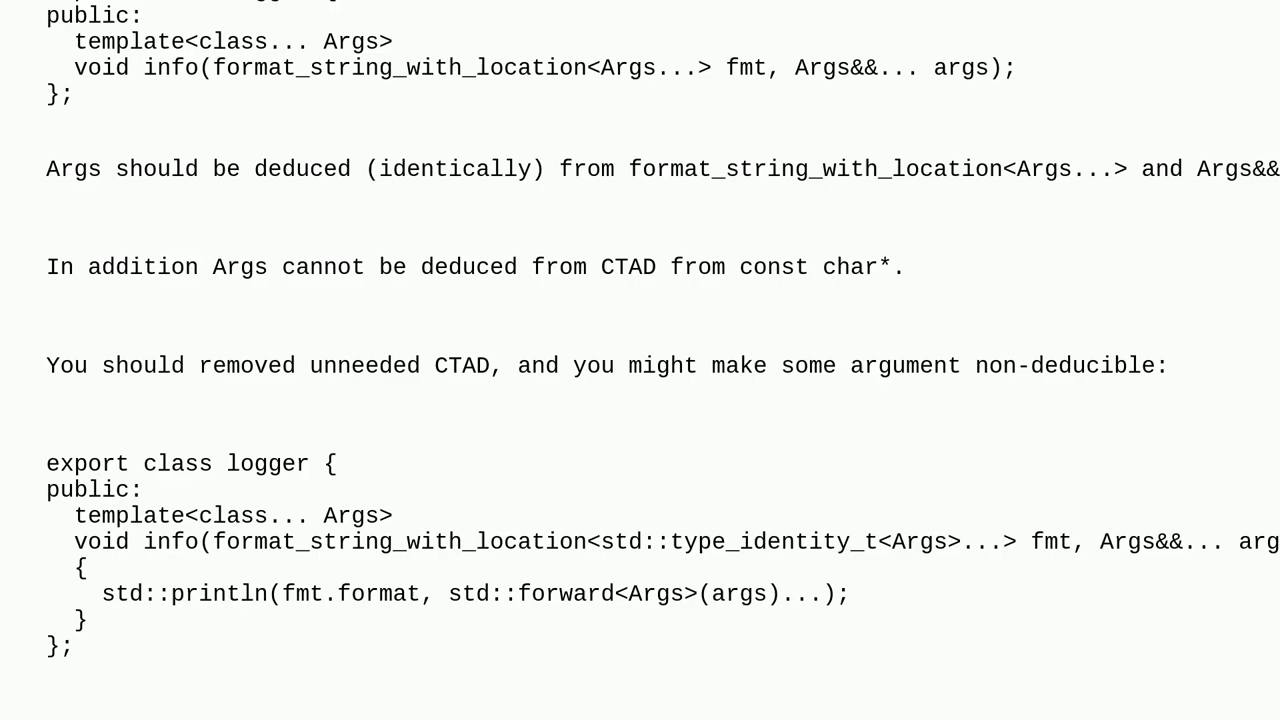 public:
  template<class... Args>
  void info(format_string_with_location<Args...> fmt, Args&&... args);
};
Args should be deduced (identically) from format_string_with_location<Args...> and Args&&
In addition Args cannot be deduced from CTAD from const char*.
You should removed unneeded CTAD, and you might make some argument non-deducible:
export class logger {
public:
  template<class... Args>
  void info(format_string_with_location<std::type_identity_t<Args>...> fmt, Args&&... arg
  {
    std::println(fmt.format, std::forward<Args>(args)...);
  }
};